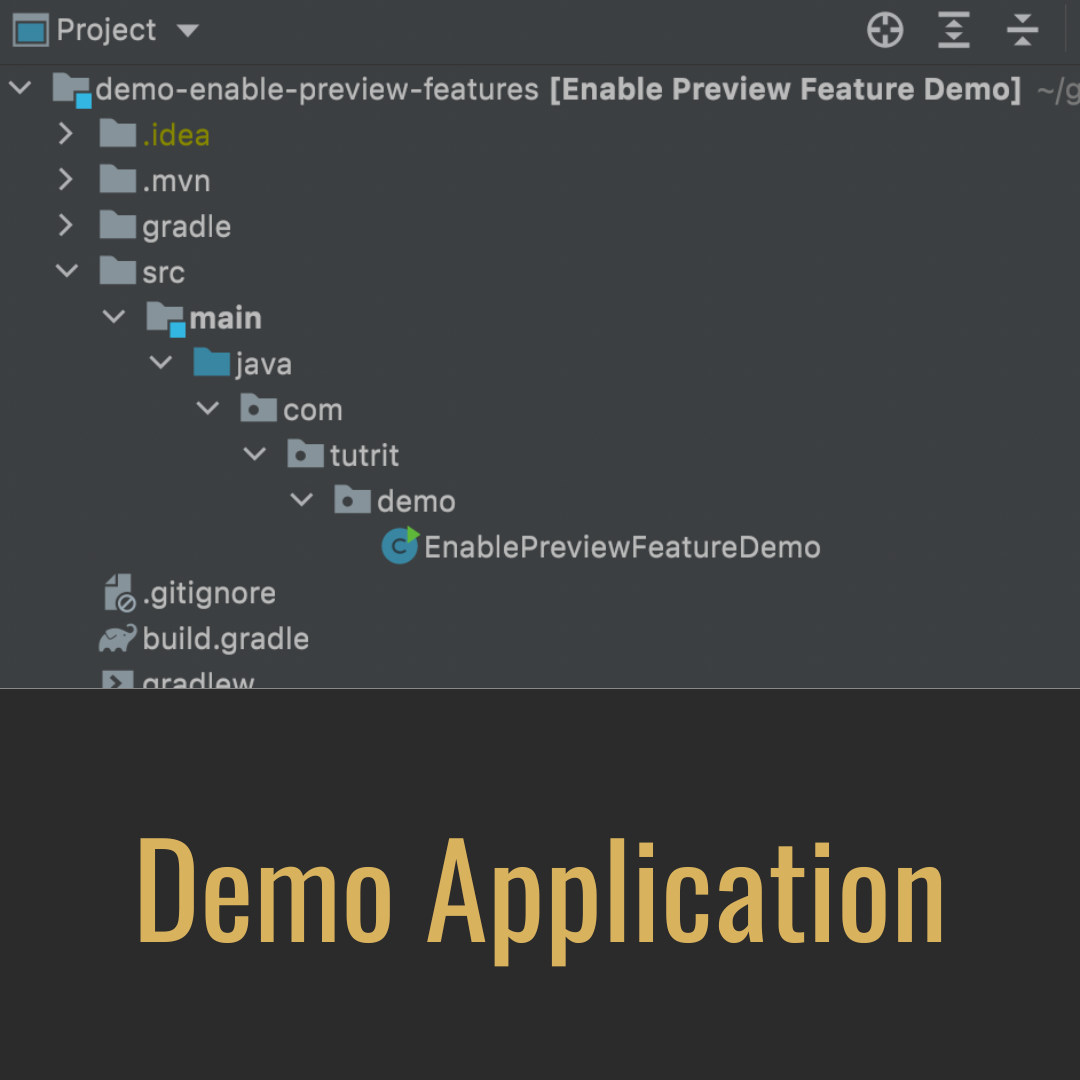 Project
demo-enable-preview-features [Enable Preview Feature Demo] ~/g
.idea
.mvn
gradle
src
main
java
com
tutrit
demo
C EnablePreviewFeatureDemo
.gitignore
build.gradle
gradlew
Demo Application